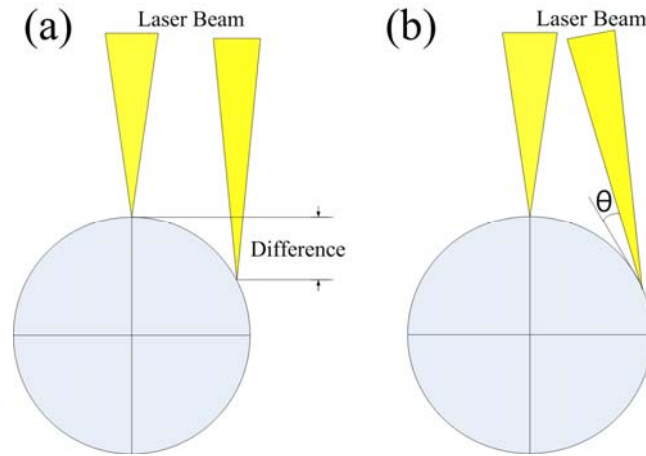 (a)
Laser Beam
Difference
(b)
Laser Beam
θ